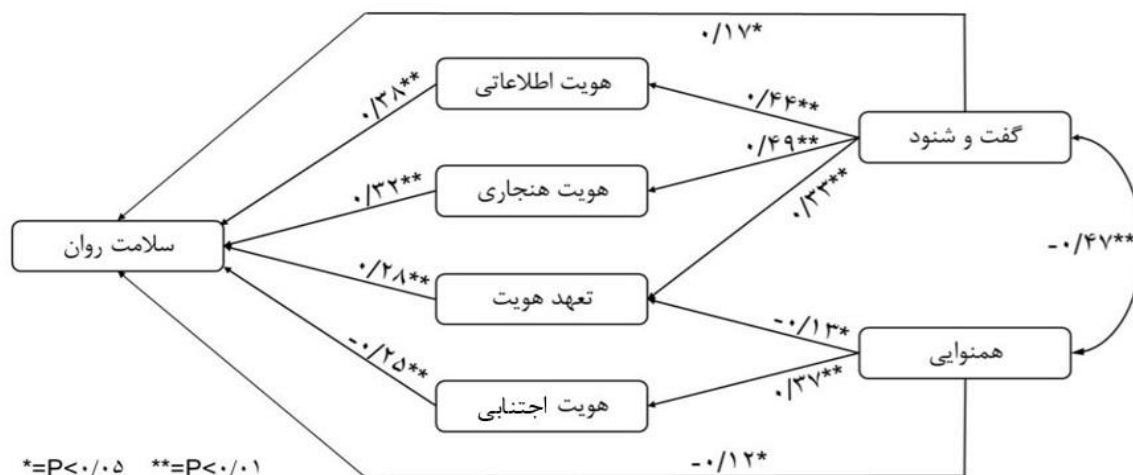 ۰/۱۷*
هویت اطلاعاتی
۰/۳۸**
۰/۴۴**
گفت و شنود
۰/۴۹**
هویت هنجاری
۰/۳۲**
۰/۳۳**
سلامت روان
-۰/۴۷**
تعهد هویت
۰/۲۸**
-۰/۱۳*
همنوایی
-۰/۲۵**
۰/۳۷**
هویت اجتنابی
-۰/۱۲*
*=P<۰/۰۵ **=P<۰/۰۱